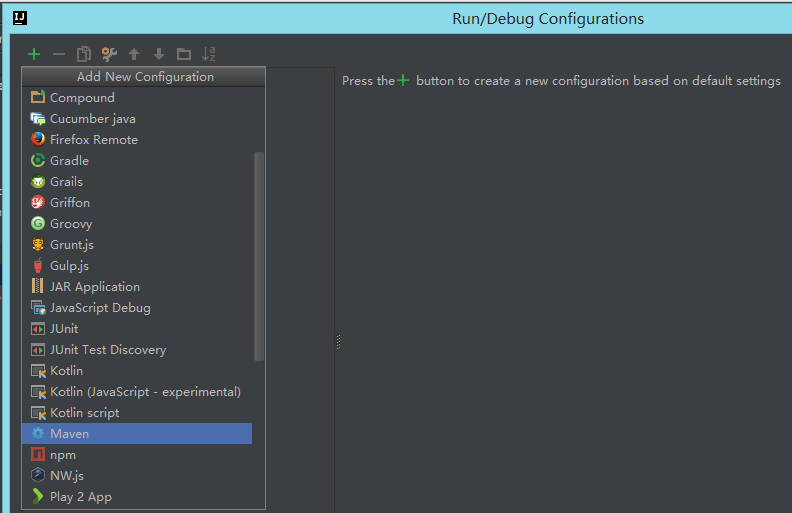 IJ
Run/Debug Configurations
Add New Configuration
Press the + button to create a new configuration based on default settings
Compound
Cucumber java
Firefox Remote
Gradle
Grails
Griffon
Groovy
Grunt.js
Gulp.js
JAR Application
JavaScript Debug
JUnit
JUnit Test Discovery
Kotlin
Kotlin (JavaScript - experimental)
Kotlin script
Maven
npm
NW.js
Play 2 App